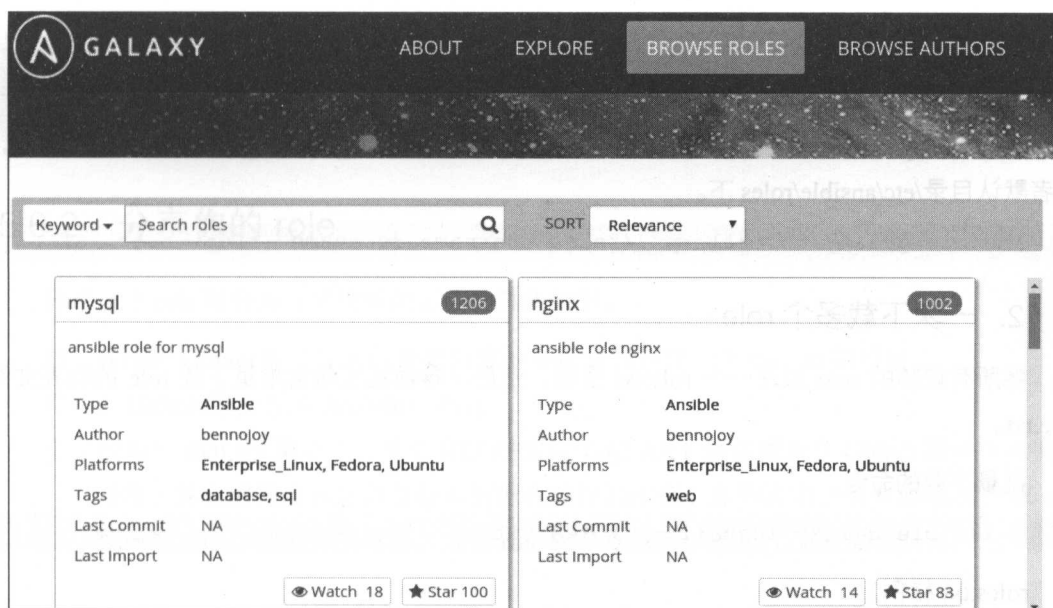 GALAXY ABOUT EXPLORE BROWSE ROLES BROWSE AUTHORS
Keyword Search roles SORT Relevance
mysql 1206
ansible role for mysql
Type Ansible
Author bennojoy
Platforms Enterprise_Linux, Fedora, Ubuntu
Tags database, sql
Last Commit NA
Last Import NA
Watch 18 Star 100
nginx 1002
ansible role nginx
Type Ansible
Author bennojoy
Platforms Enterprise_Linux, Fedora, Ubuntu
Tags web
Last Commit NA
Last Import NA
Watch 14 Star 83